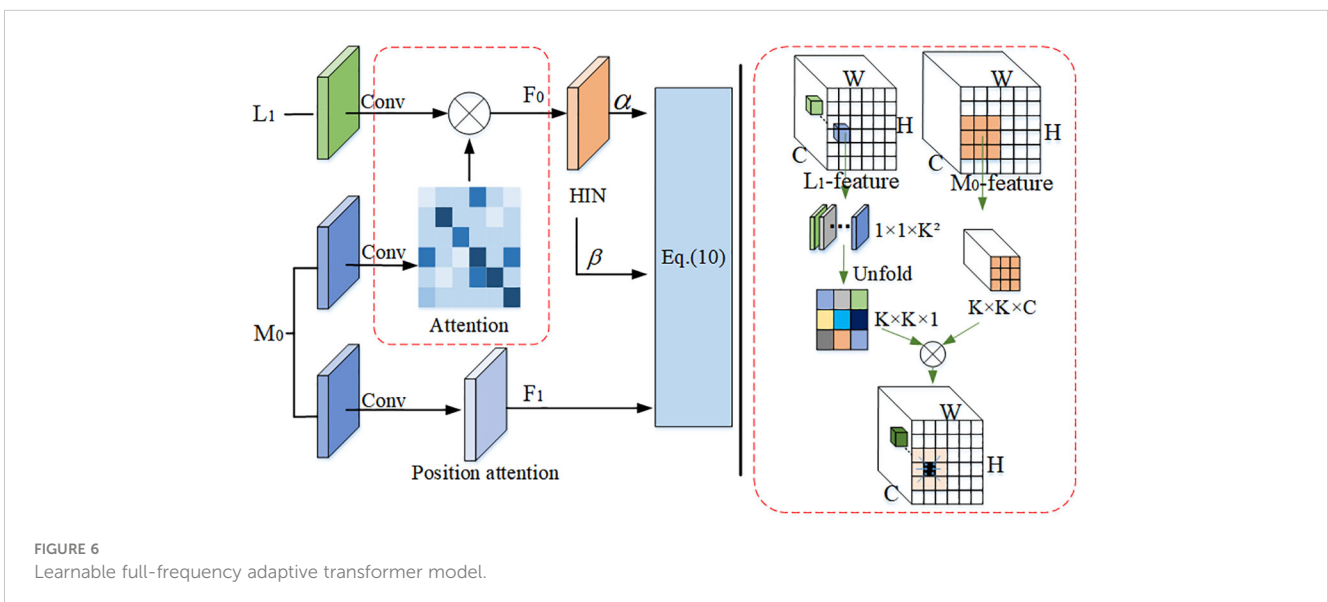 L₁
Conv
F₀
α
HIN
β
Conv
Attention
M₀
Conv
F₁
Position attention
Eq.(10)
W
H
C
L₁-feature
W
H
C
M₀-feature
1×1×K²
Unfold
K×K×1
K×K×C
W
H
C
FIGURE 6
Learnable full-frequency adaptive transformer model.